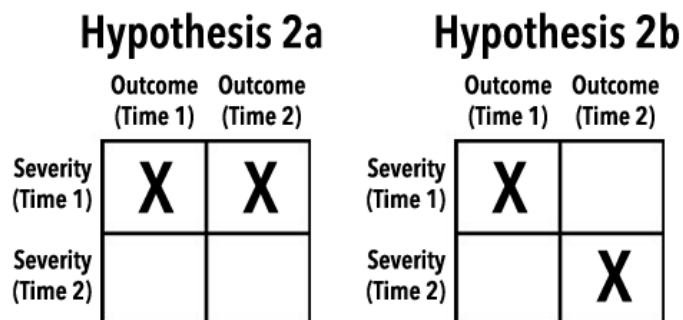 Hypothesis 2a
Outcome Outcome
(Time 1) (Time 2)
Severity
(Time 1) X X
Severity
(Time 2)
Hypothesis 2b
Outcome Outcome
(Time 1) (Time 2)
Severity
(Time 1) X
Severity
(Time 2) X